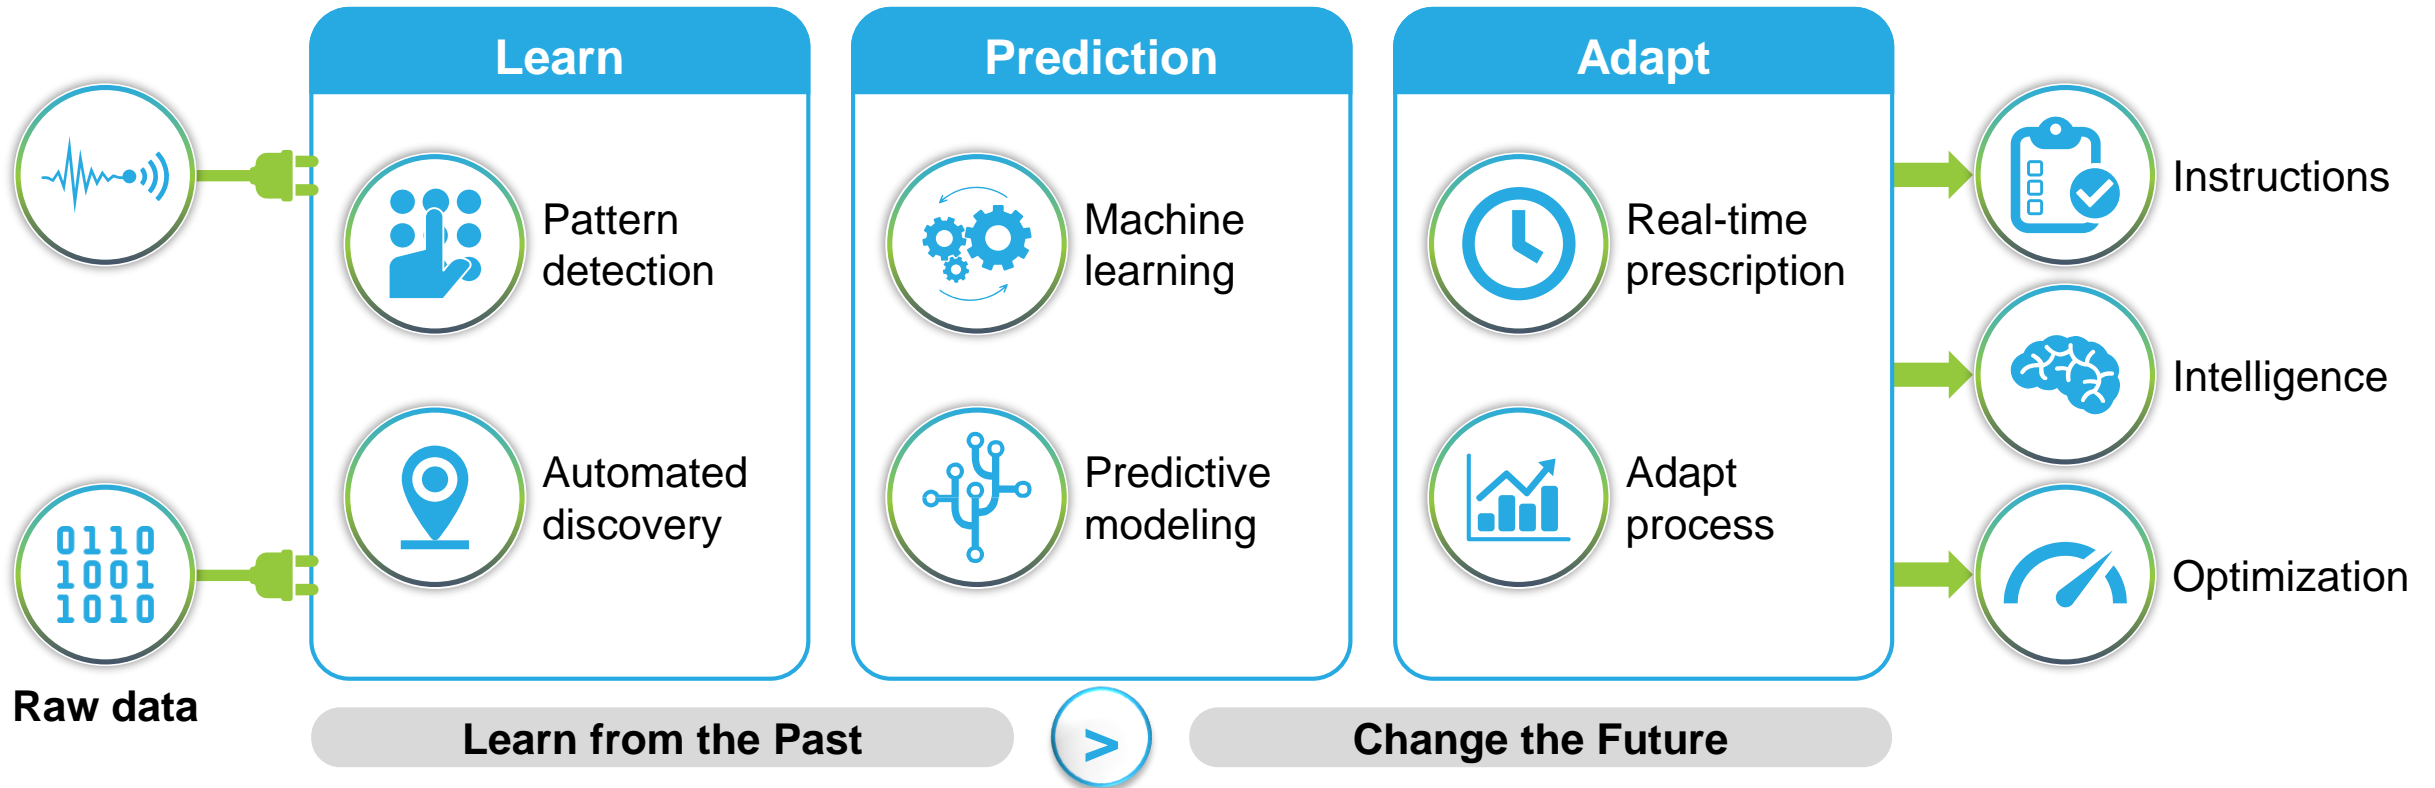 Learn
Pattern
detection
Automated
discovery
Prediction
Machine
learning
Predictive
modeling
Adapt
Real-time
prescription
Adapt
process
Instructions
Intelligence
Optimization
0110
1001
1010
Raw data
Learn from the Past
>
Change the Future